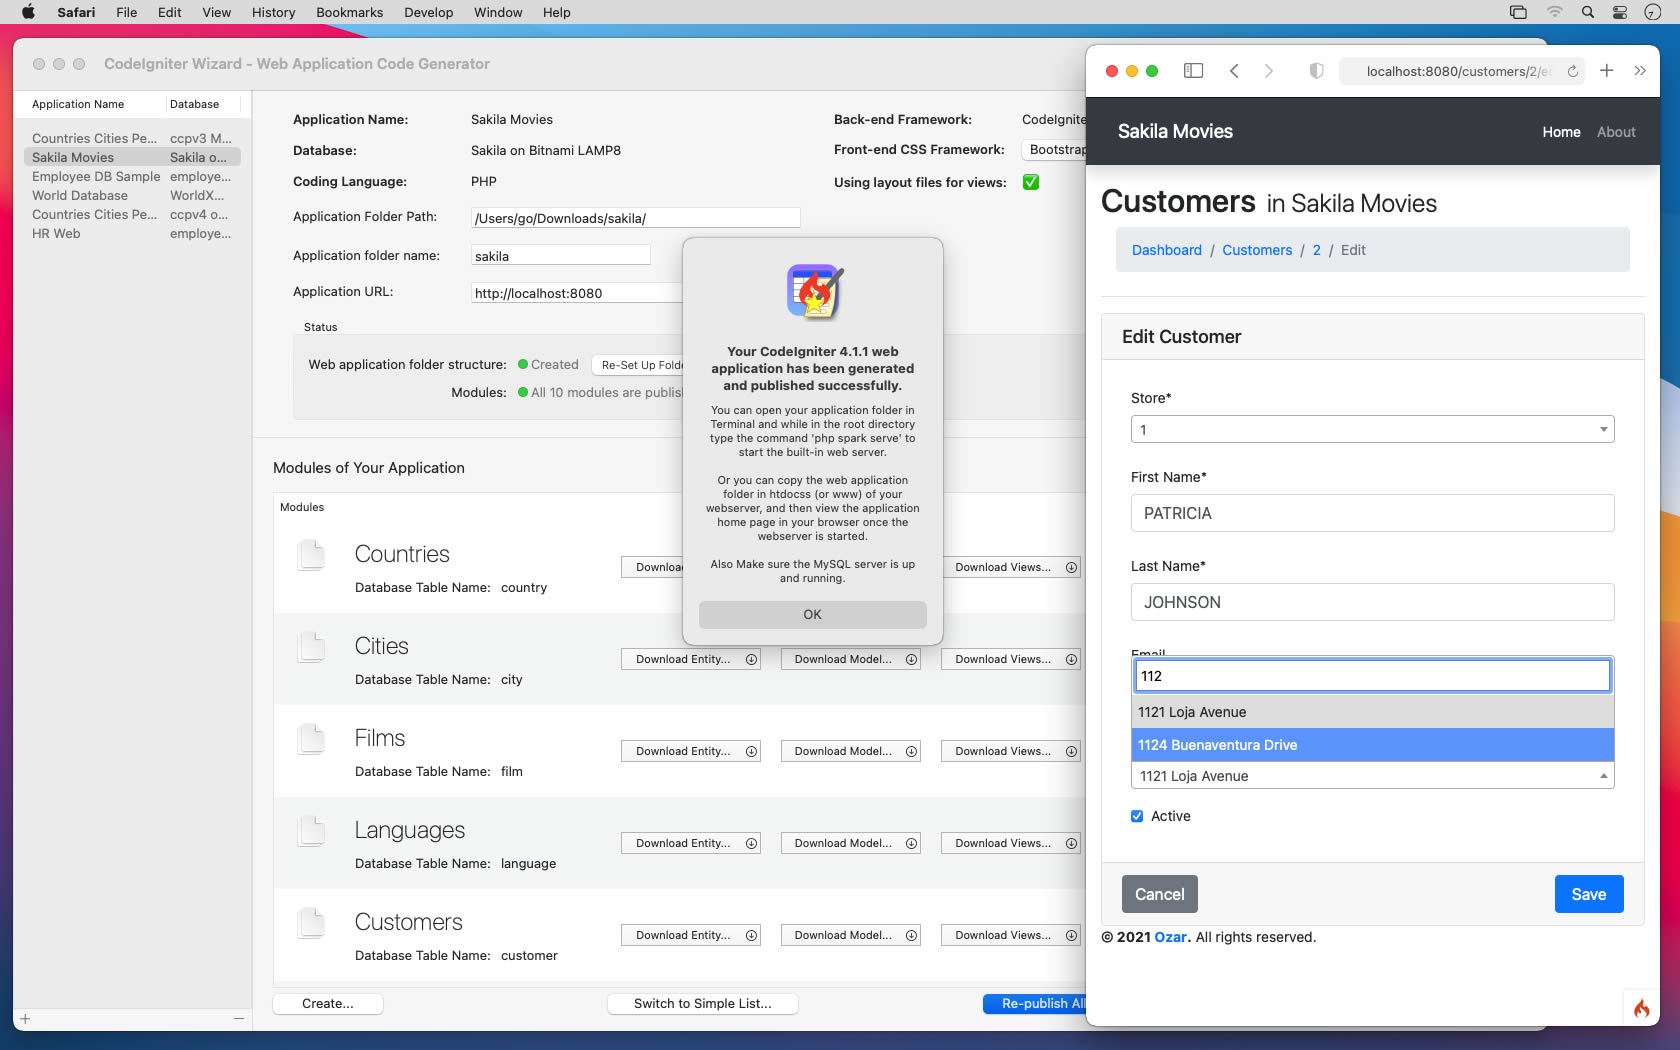 Safari File Edit View History Bookmarks Develop Window Help
CodeIgniter Wizard - Web Application Code Generator
Application Name Database
Countries Cities Pe... ccpv3 M...
Sakila Movies Sakila o...
Employee DB Sample employe...
World Database WorldX...
Countries Cities Pe... ccpv4 o...
HR Web employe...
Application Name: Sakila Movies
Database: Sakila on Bitnami LAMP8
Coding Language: PHP
Application Folder Path: /Users/go/Downloads/sakila/
Application folder name: sakila
Application URL: http://localhost:8080
Back-end Framework: CodeIgnite
Front-end CSS Framework: Bootstrap
Using layout files for views:
Status
Web application folder structure: Created Re-Set Up Folde
Modules: All 10 modules are publis
Modules of Your Application
Modules
Countries
Database Table Name: country
Downloa
Download Views...
Cities
Database Table Name: city
Download Entity... Download Model... Download Views...
Films
Database Table Name: film
Download Entity... Download Model... Download Views...
Languages
Database Table Name: language
Download Entity... Download Model... Download Views...
Customers
Database Table Name: customer
Download Entity... Download Model... Download Views...
Create... Switch to Simple List... Re-publish All
Your CodeIgniter 4.1.1 web
application has been generated
and published successfully.
You can open your application folder in
Terminal and while in the root directory
type the command 'php spark serve' to
start the built-in web server.
Or you can copy the web application
folder in htdocss (or www) of your
webserver, and then view the application
home page in your browser once the
webserver is started.
Also Make sure the MySQL server is up
and running.
OK
localhost:8080/customers/2/e
Sakila Movies Home About
Customers in Sakila Movies
Dashboard / Customers / 2 / Edit
Edit Customer
Store*
1
First Name*
PATRICIA
Last Name*
JOHNSON
Email
112
1121 Loja Avenue
1124 Buenaventura Drive
1121 Loja Avenue
Active
Cancel Save
© 2021 Ozar. All rights reserved.